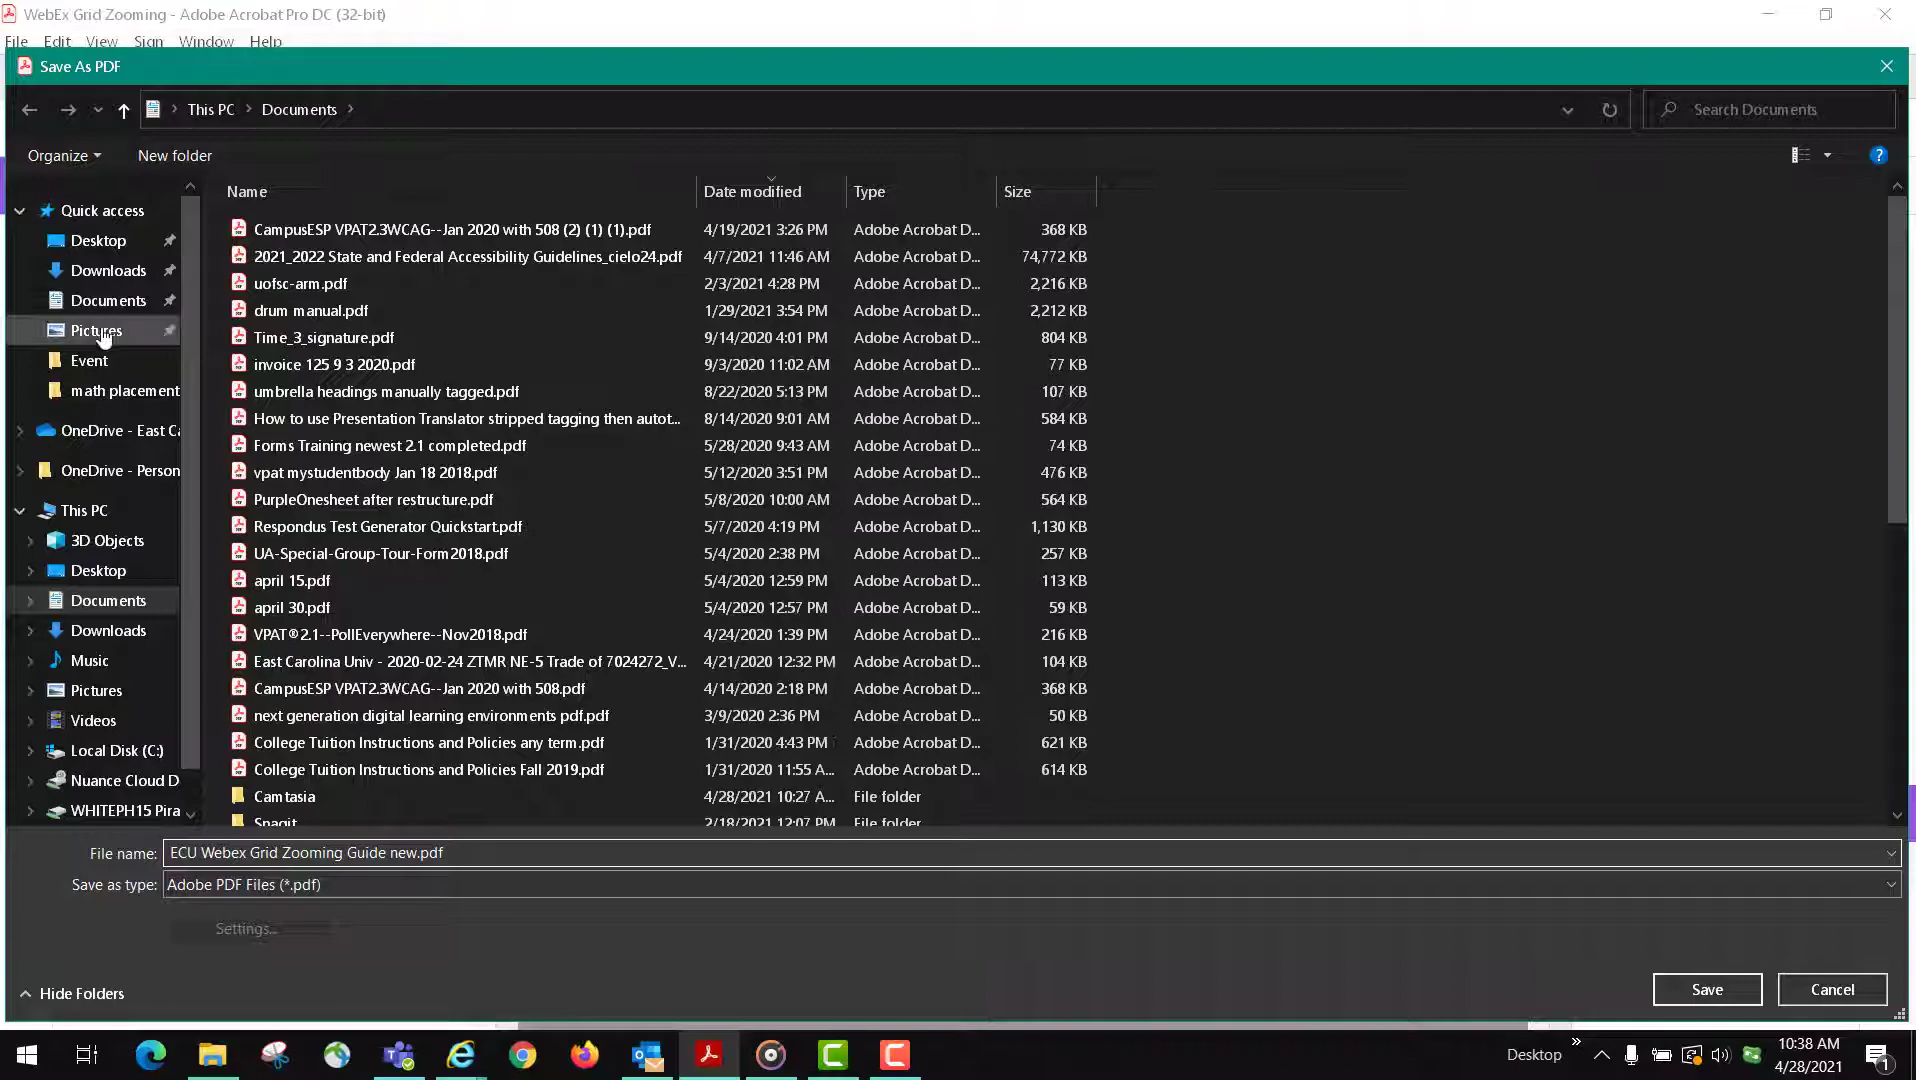 WebEx Grid Zooming - Adobe Acrobat Pro DC (32-bit)
File Edit View Sign Window Help
Save As PDF
This PC Documents
Search Documents
Organize New folder
Name Date modified Type Size
Quick access
Desktop
Downloads
Documents
Pictures
Event
math placement
OneDrive - East Ca
OneDrive - Person
This PC
3D Objects
Desktop
Documents
Downloads
Music
Pictures
Videos
Local Disk (C:)
Nuance Cloud D
WHITEPH15 Pira
CampusESP VPAT2.3WCAG--Jan 2020 with 508 (2) (1) (1).pdf 4/19/2021 3:26 PM Adobe Acrobat D... 368 KB
2021_2022 State and Federal Accessibility Guidelines_cielo24.pdf 4/7/2021 11:46 AM Adobe Acrobat D... 74,772 KB
uofsc-arm.pdf 2/3/2021 4:28 PM Adobe Acrobat D... 2,216 KB
drum manual.pdf 1/29/2021 3:54 PM Adobe Acrobat D... 2,212 KB
Time_3_signature.pdf 9/14/2020 4:01 PM Adobe Acrobat D... 804 KB
invoice 125 9 3 2020.pdf 9/3/2020 11:02 AM Adobe Acrobat D... 77 KB
umbrella headings manually tagged.pdf 8/22/2020 5:13 PM Adobe Acrobat D... 107 KB
How to use Presentation Translator stripped tagging then autot... 8/14/2020 9:01 AM Adobe Acrobat D... 584 KB
Forms Training newest 2.1 completed.pdf 5/28/2020 9:43 AM Adobe Acrobat D... 74 KB
vpat mystudentbody Jan 18 2018.pdf 5/12/2020 3:51 PM Adobe Acrobat D... 476 KB
PurpleOnesheet after restructure.pdf 5/8/2020 10:00 AM Adobe Acrobat D... 564 KB
Respondus Test Generator Quickstart.pdf 5/7/2020 4:19 PM Adobe Acrobat D... 1,130 KB
UA-Special-Group-Tour-Form2018.pdf 5/4/2020 2:38 PM Adobe Acrobat D... 257 KB
april 15.pdf 5/4/2020 12:59 PM Adobe Acrobat D... 113 KB
april 30.pdf 5/4/2020 12:57 PM Adobe Acrobat D... 59 KB
VPAT®2.1--PollEverywhere--Nov2018.pdf 4/24/2020 1:39 PM Adobe Acrobat D... 216 KB
East Carolina Univ - 2020-02-24 ZTMR NE-5 Trade of 7024272_V... 4/21/2020 12:32 PM Adobe Acrobat D... 104 KB
CampusESP VPAT2.3WCAG--Jan 2020 with 508.pdf 4/14/2020 2:18 PM Adobe Acrobat D... 368 KB
next generation digital learning environments pdf.pdf 3/9/2020 2:36 PM Adobe Acrobat D... 50 KB
College Tuition Instructions and Policies any term.pdf 1/31/2020 4:43 PM Adobe Acrobat D... 621 KB
College Tuition Instructions and Policies Fall 2019.pdf 1/31/2020 11:55 A... Adobe Acrobat D... 614 KB
Camtasia 4/28/2021 10:27 A... File folder
Snagit 2/18/2021 12:07 PM File folder
File name: ECU Webex Grid Zooming Guide new.pdf
Save as type: Adobe PDF Files (*.pdf)
Settings...
Hide Folders
Save Cancel
Desktop
10:38 AM
4/28/2021
1